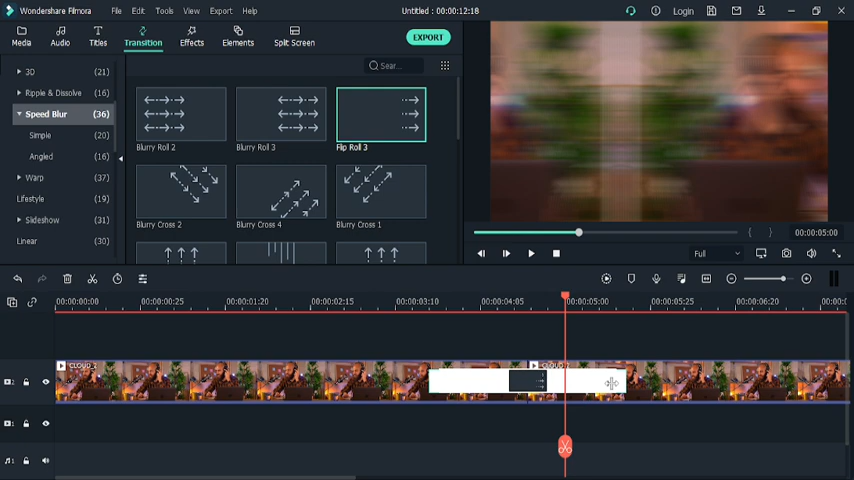 Wondershare Filmora File Edit Tools View Export Help Untitled : 00:00:12:18 Login
Media Audio Titles Transition Effects Elements Split Screen EXPORT
Sear...
3D (21)
Ripple & Dissolve (16)
Speed Blur (36)
Simple (20)
Angled (16)
Warp (37)
Lifestyle (19)
Slideshow (31)
Linear (30)
Blurry Roll 2 Blurry Roll 3 Flip Roll 3
Blurry Cross 2 Blurry Cross 4 Blurry Cross 1
00:00:05:00
Full
00:00:00:00 00:00:00:25 00:00:01:20 00:00:02:15 00:00:03:10 00:00:04:05 00:00:05:00 00:00:05:25 00:00:06:20
CLOUD_2 CLOUD_2
2
1
1